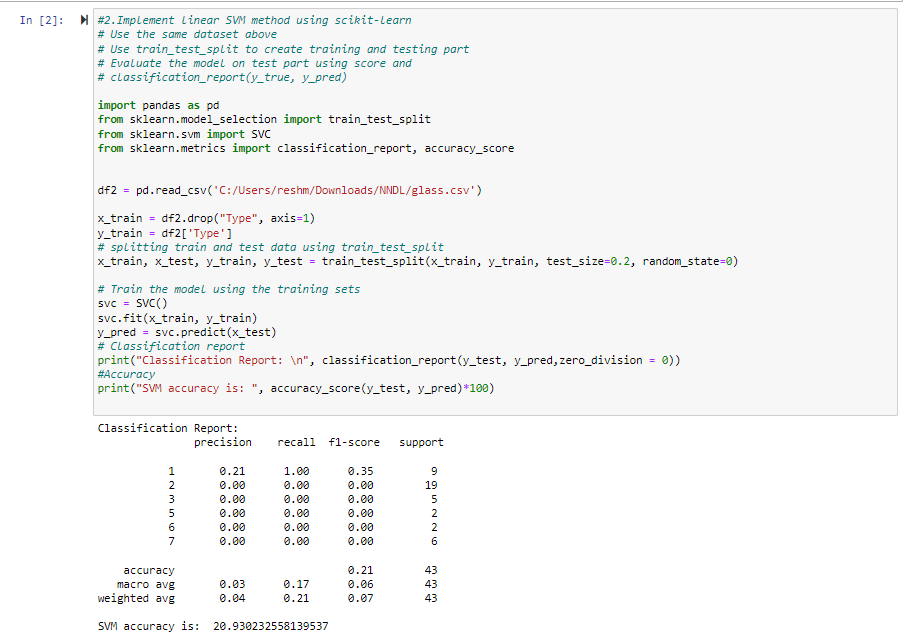 In [2]:
#2.Implement linear SVM method using scikit-learn
# Use the same dataset above
# Use train_test_split to create training and testing part
# Evaluate the model on test part using score and
# classification_report(y_true, y_pred)
import pandas as pd
from sklearn.model_selection import train_test_split
from sklearn.svm import SVC
from sklearn.metrics import classification_report, accuracy_score
df2 = pd.read_csv('C:/Users/reshm/Downloads/NNDL/glass.csv')
x_train = df2.drop("Type", axis=1)
y_train = df2['Type']
# splitting train and test data using train_test_split
x_train, x_test, y_train, y_test = train_test_split(x_train, y_train, test_size=0.2, random_state=0)
# Train the model using the training sets
svc = SVC()
svc.fit(x_train, y_train)
y_pred = svc.predict(x_test)
# Classification report
print("Classification Report: \n", classification_report(y_test, y_pred,zero_division = 0))
#Accuracy
print("SVM accuracy is: ", accuracy_score(y_test, y_pred)*100)
Classification Report:
precision recall f1-score support
1 0.21 1.00 0.35 9
2 0.00 0.00 0.00 19
3 0.00 0.00 0.00 5
5 0.00 0.00 0.00 2
6 0.00 0.00 0.00 2
7 0.00 0.00 0.00 6
accuracy 0.21 43
macro avg 0.03 0.17 0.06 43
weighted avg 0.04 0.21 0.07 43
SVM accuracy is: 20.930232558139537